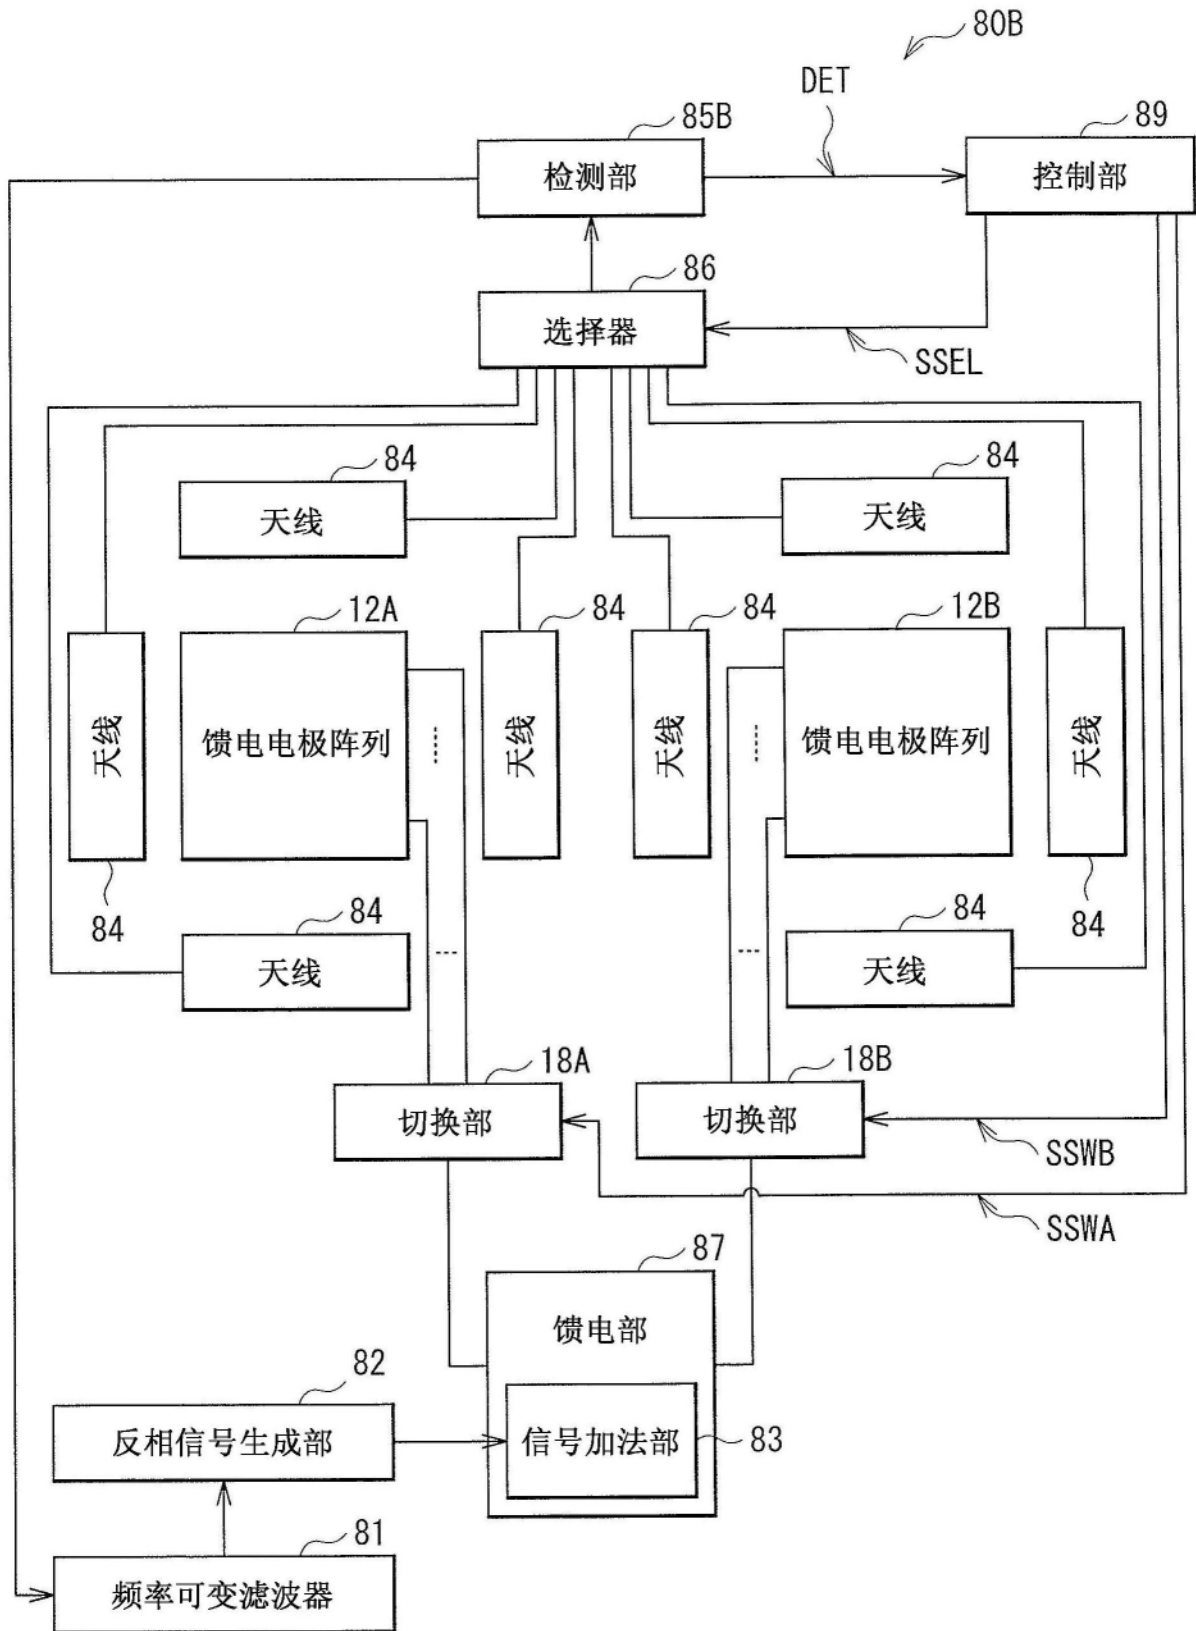 80B
DET
85B
89
检测部
控制部
86
选择器
SSEL
84
84
天线
天线
12A
84
84
12B
天线
馈电电极阵列
天线
天线
馈电电极阵列
天线
84
84
84
84
天线
天线
18A
18B
切换部
切换部
SSWB
SSWA
87
馈电部
82
反相信号生成部
信号加法部
83
81
频率可变滤波器